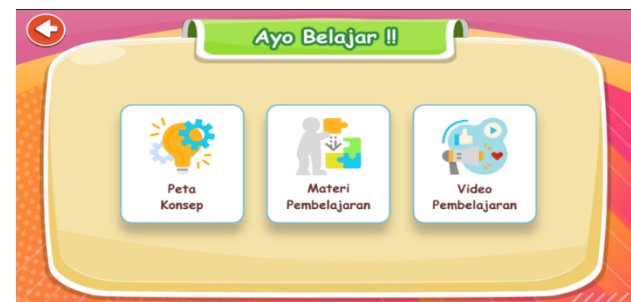 Ayo Belajar !!
Peta
Konsep
Materi
Pembelajaran
Video
Pembelajaran